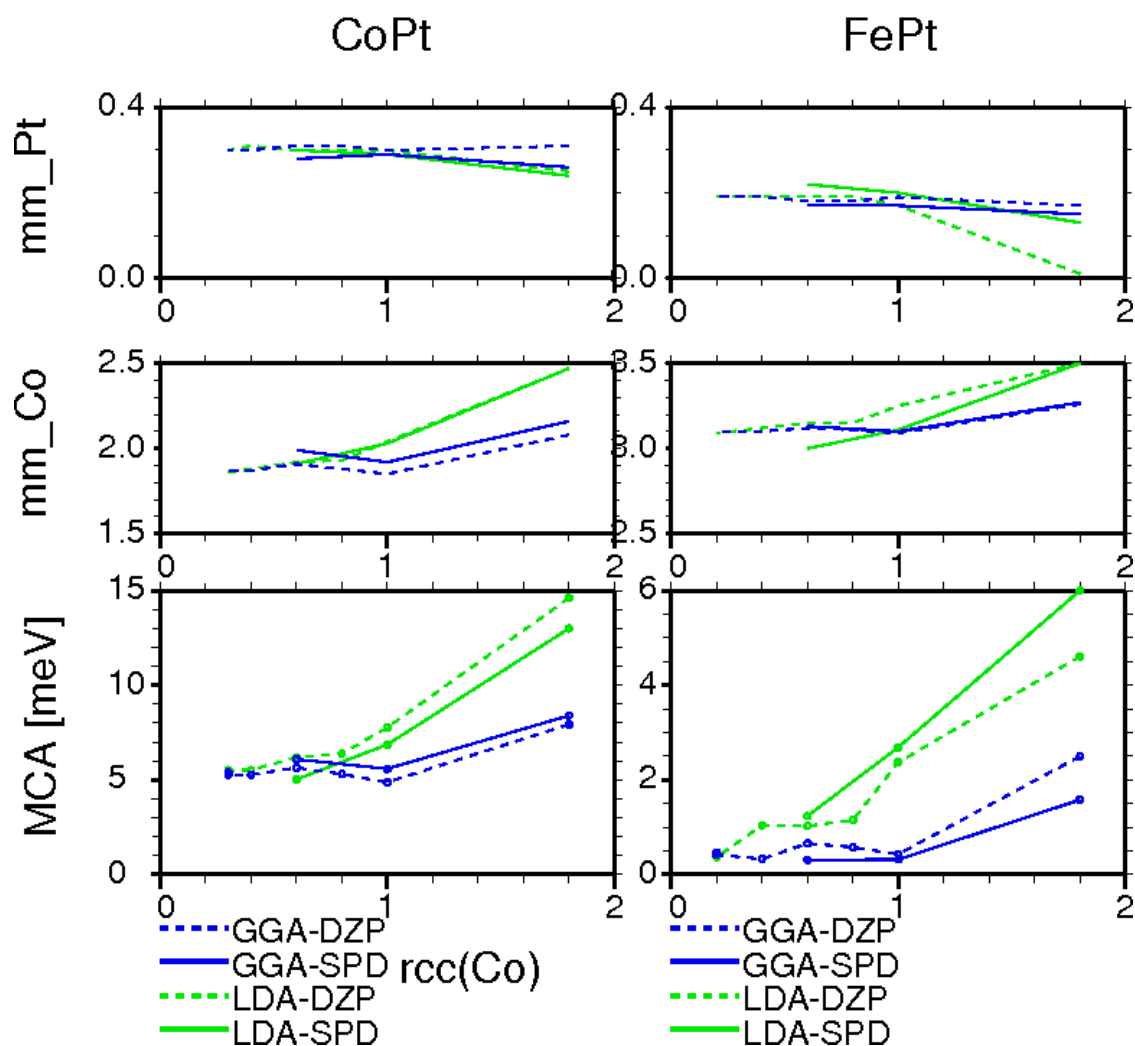 CoPt FePt
mm_Pt
0.4 0.4
0.0 0.0
0 1 2 0 1 2
mm_Co
2.5 3.5
2.0 3.0
1.5 2.5
0 1 2 0 1 2
MCA [meV]
15 6
10 4
5 2
0 0
0 1 2 0 1 2
GGA-DZP GGA-DZP
GGA-SPD rcc(Co) GGA-SPD
LDA-DZP LDA-DZP
LDA-SPD LDA-SPD